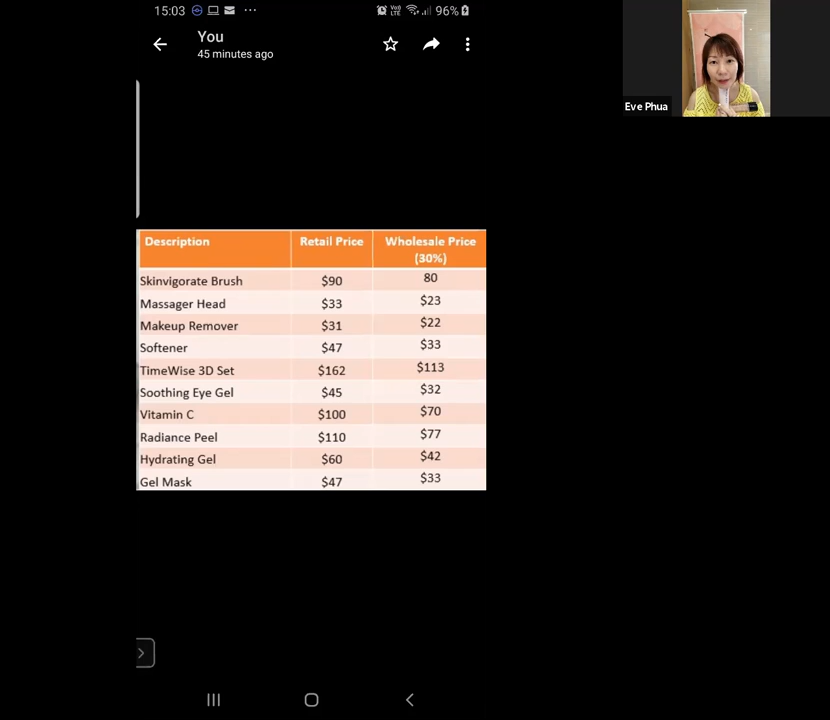 15:03 ... 96%
You
45 minutes ago
Eve Phua
Description Retail Price Wholesale Price
(30%)
Skinvigorate Brush $90 80
Massager Head $33 $23
Makeup Remover $31 $22
Softener $47 $33
TimeWise 3D Set $162 $113
Soothing Eye Gel $45 $32
Vitamin C $100 $70
Radiance Peel $110 $77
Hydrating Gel $60 $42
Gel Mask $47 $33